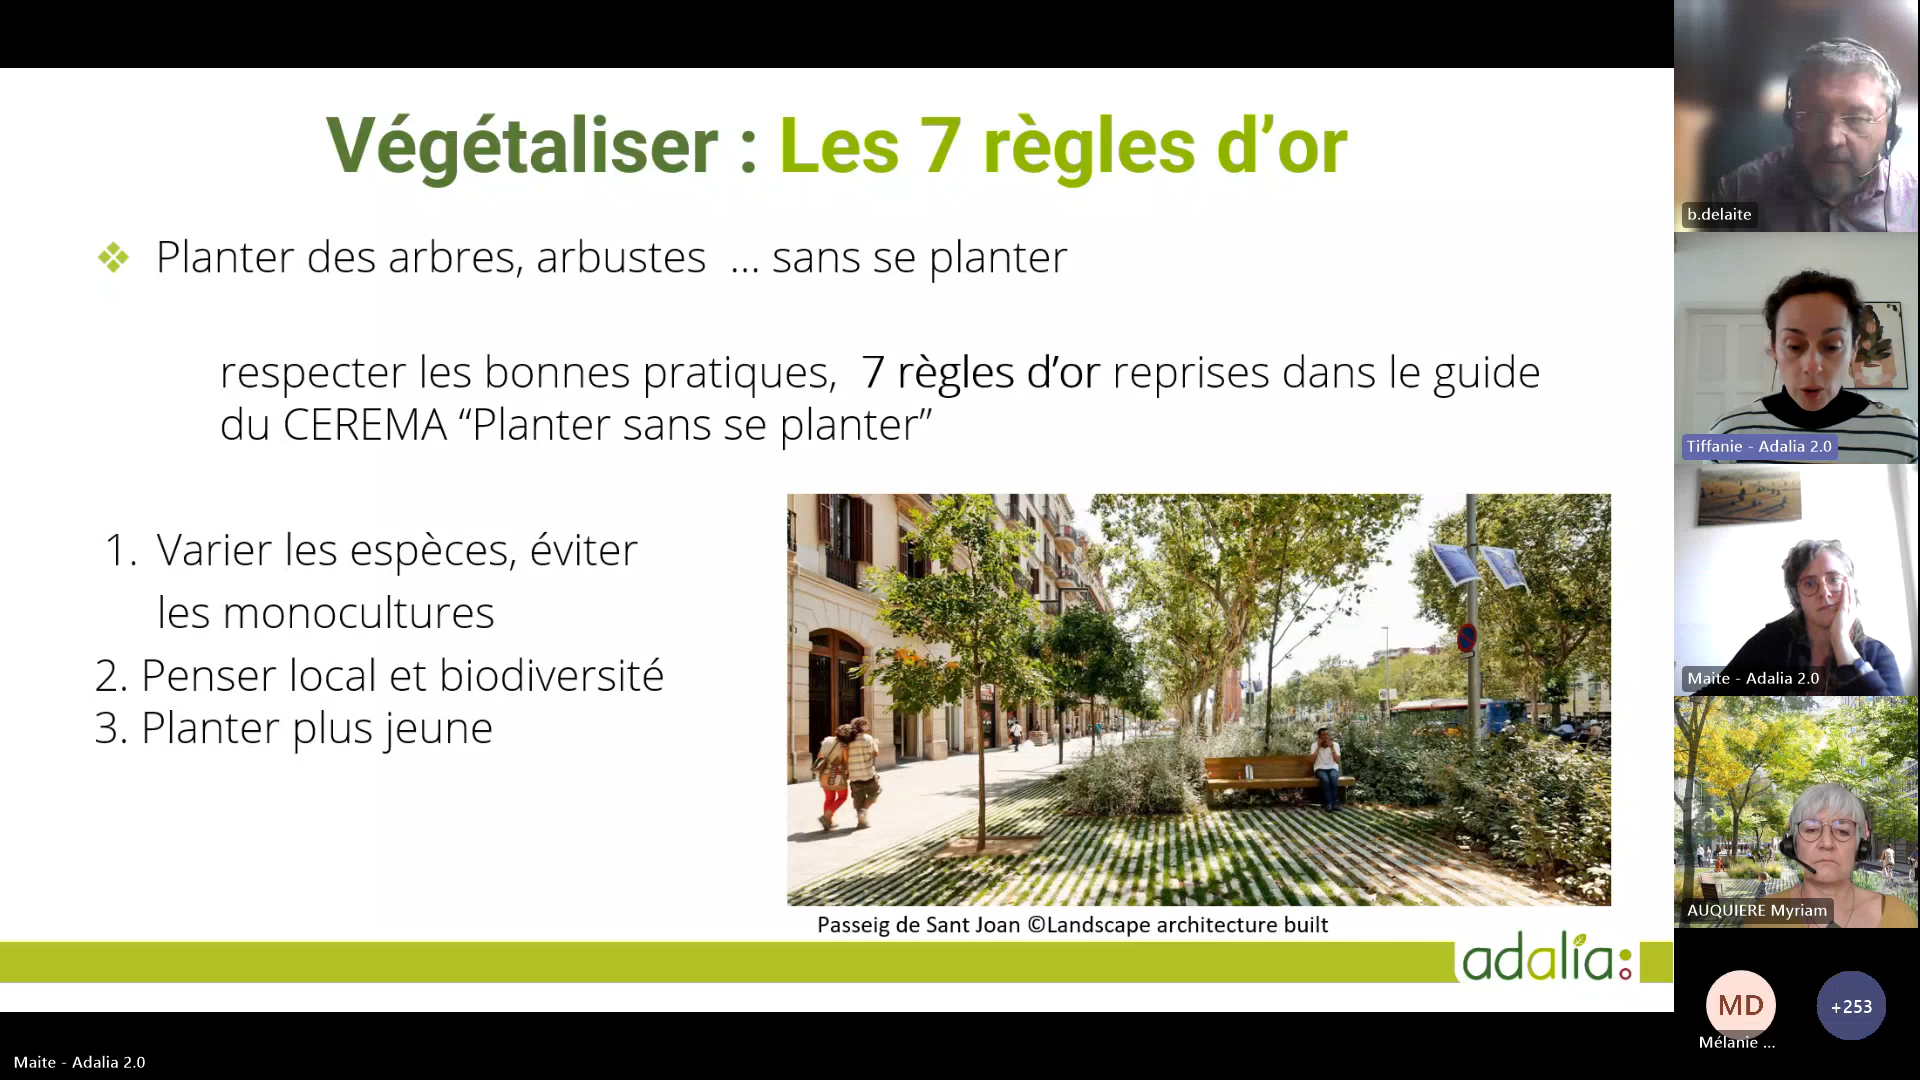 Végétaliser : Les 7 règles d’or
Planter des arbres, arbustes ... sans se planter
respecter les bonnes pratiques, 7 règles d’or reprises dans le guide
du CEREMA “Planter sans se planter”
1. Varier les espèces, éviter
les monocultures
2. Penser local et biodiversité
3. Planter plus jeune
Passeig de Sant Joan ©Landscape architecture built
adalia
b.delaite
Tiffanie - Adalia 2.0
Maite - Adalia 2.0
AUQUIERE Myriam
MD
Mélanie ...
+253
Maite - Adalia 2.0